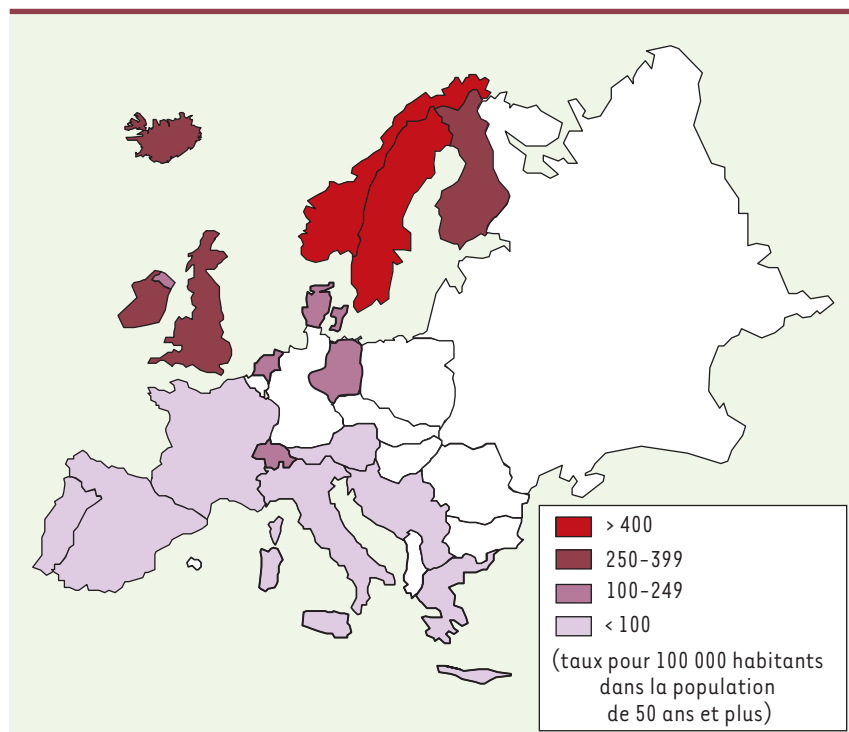 > 400
250-399
100-249
< 100
(taux pour 100 000 habitants
dans la population
de 50 ans et plus)